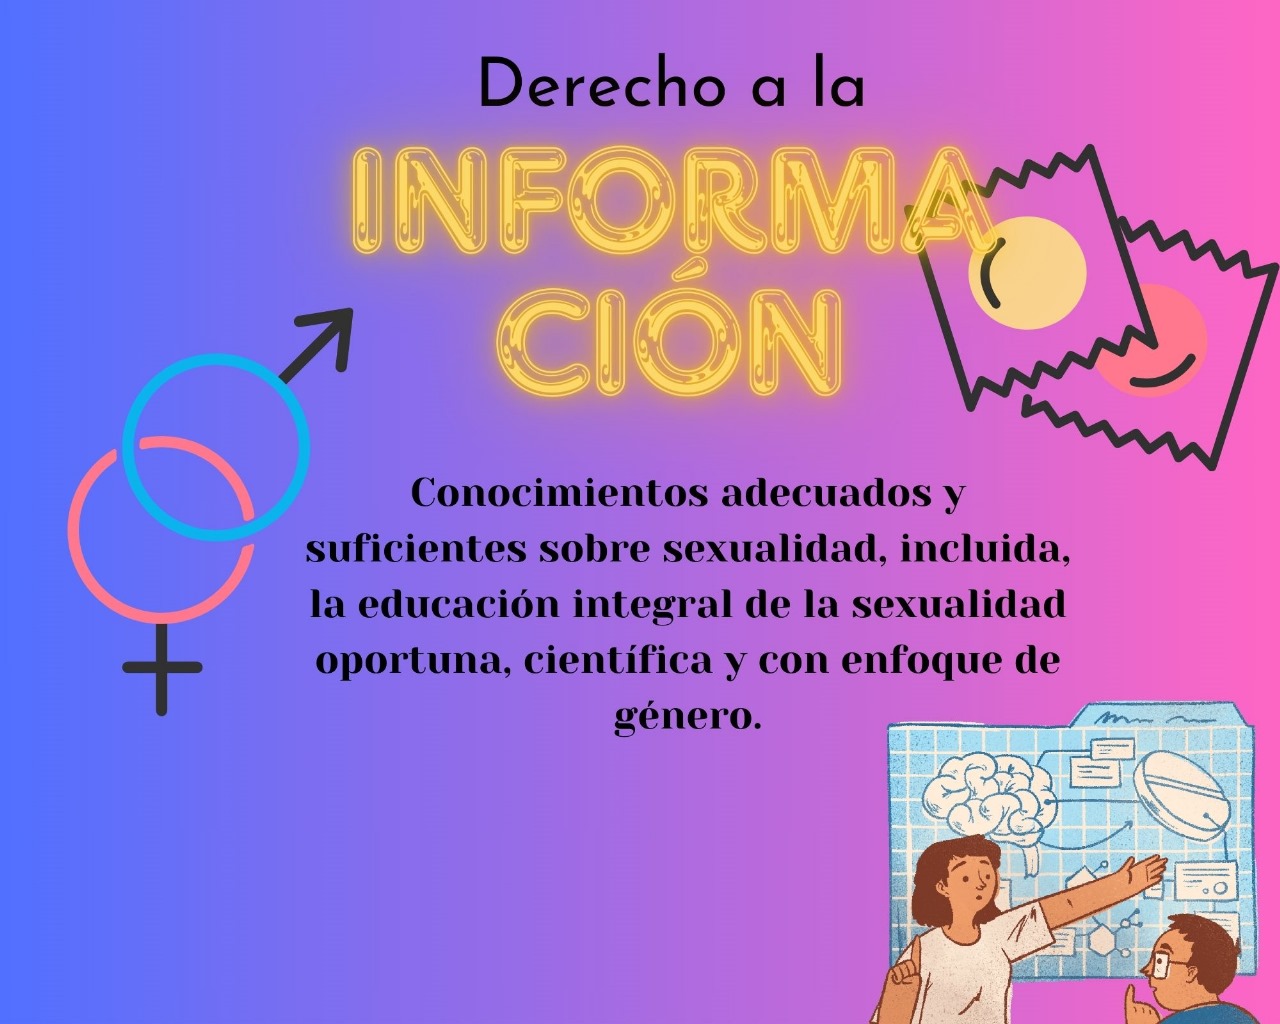 Derecho a la
INFORMA
CIÓN
Conocimientos adecuados y
suficientes sobre sexualidad, incluida,
la educación integral de la sexualidad
oportuna, científica y con enfoque de
género.